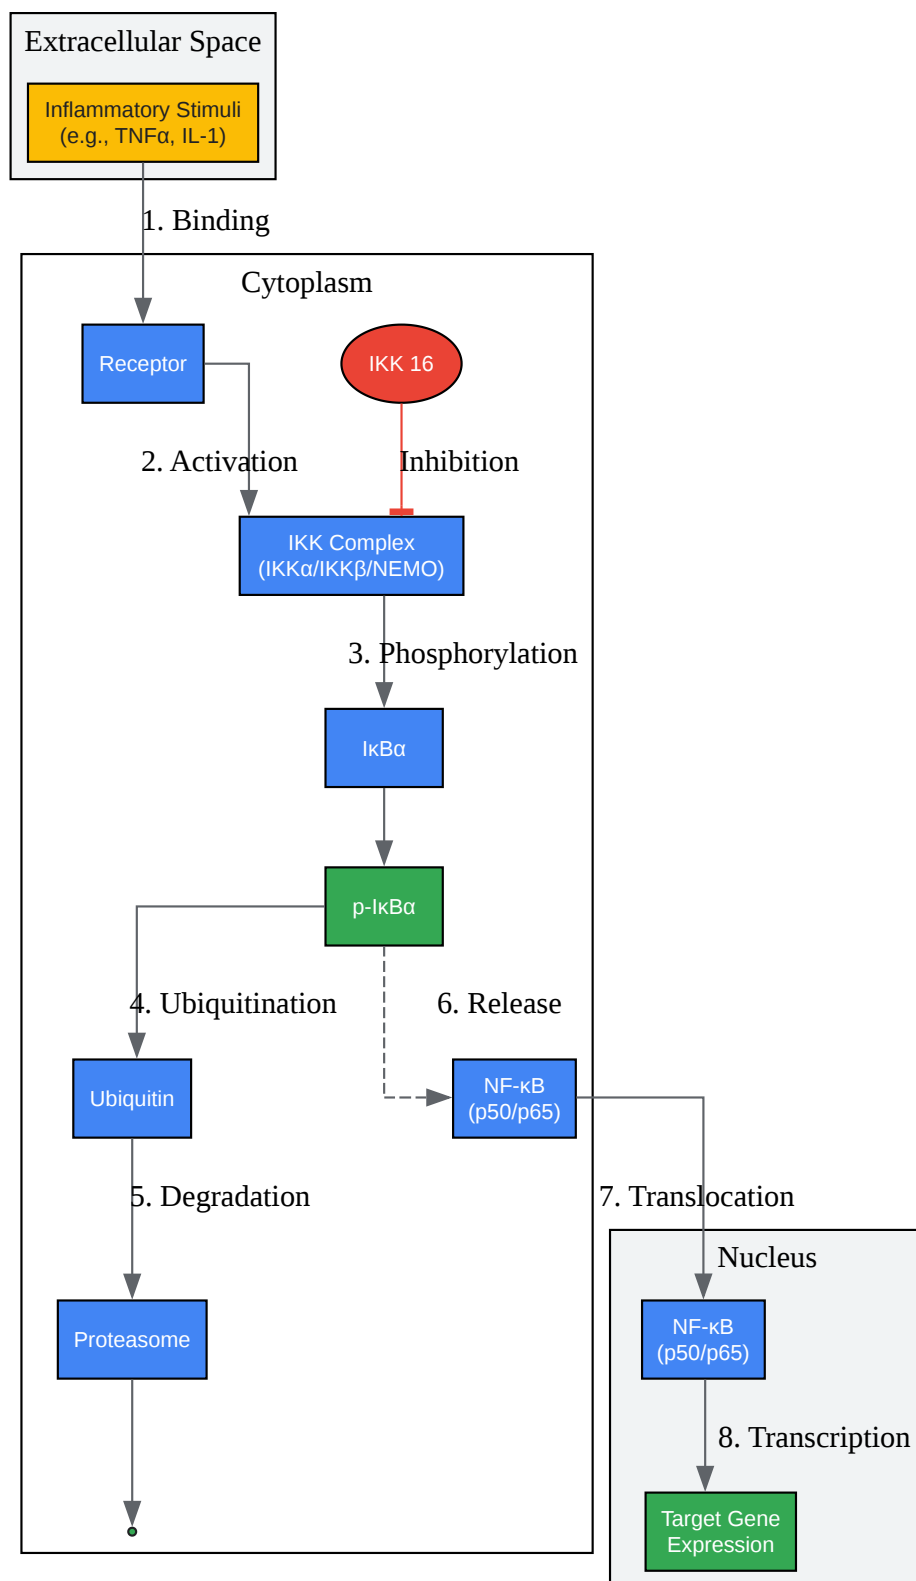 Extracellular Space
Inflammatory Stimuli
(e.g., TNFα, IL-1)
1. Binding
Cytoplasm
Receptor
IKK 16
2. Activation
Inhibition
IKK Complex
(IKKα/IKKβ/NEMO)
3. Phosphorylation
IκBα
p-IκBα
4. Ubiquitination
6. Release
Ubiquitin
NF-κB
(p50/p65)
5. Degradation
7. Translocation
Nucleus
Proteasome
NF-κB
(p50/p65)
8. Transcription
Target Gene
Expression